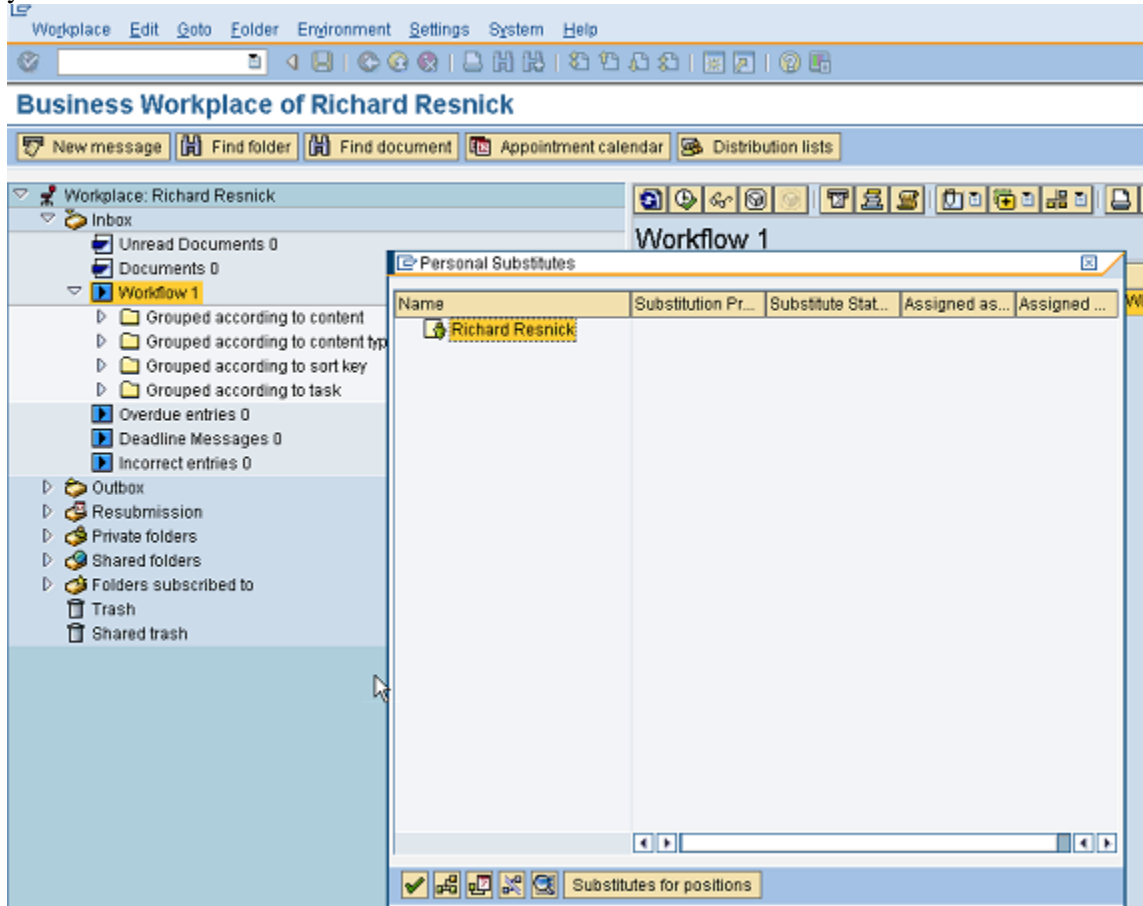 Workplace Edit Goto Folder Environment Settings System Help
Business Workplace of Richard Resnick
New message Find folder Find document Appointment calendar Distribution lists
Workplace: Richard Resnick
Inbox
Unread Documents 0
Documents 0
Workflow 1
Grouped according to content
Grouped according to content typ
Grouped according to sort key
Grouped according to task
Overdue entries 0
Deadline Messages 0
Incorrect entries 0
Outbox
Resubmission
Private folders
Shared folders
Folders subscribed to
Trash
Shared trash
Workflow 1
Personal Substitutes
Name Substitution Pr... Substitute Stat... Assigned as... Assigned ...
Richard Resnick
Substitutes for positions